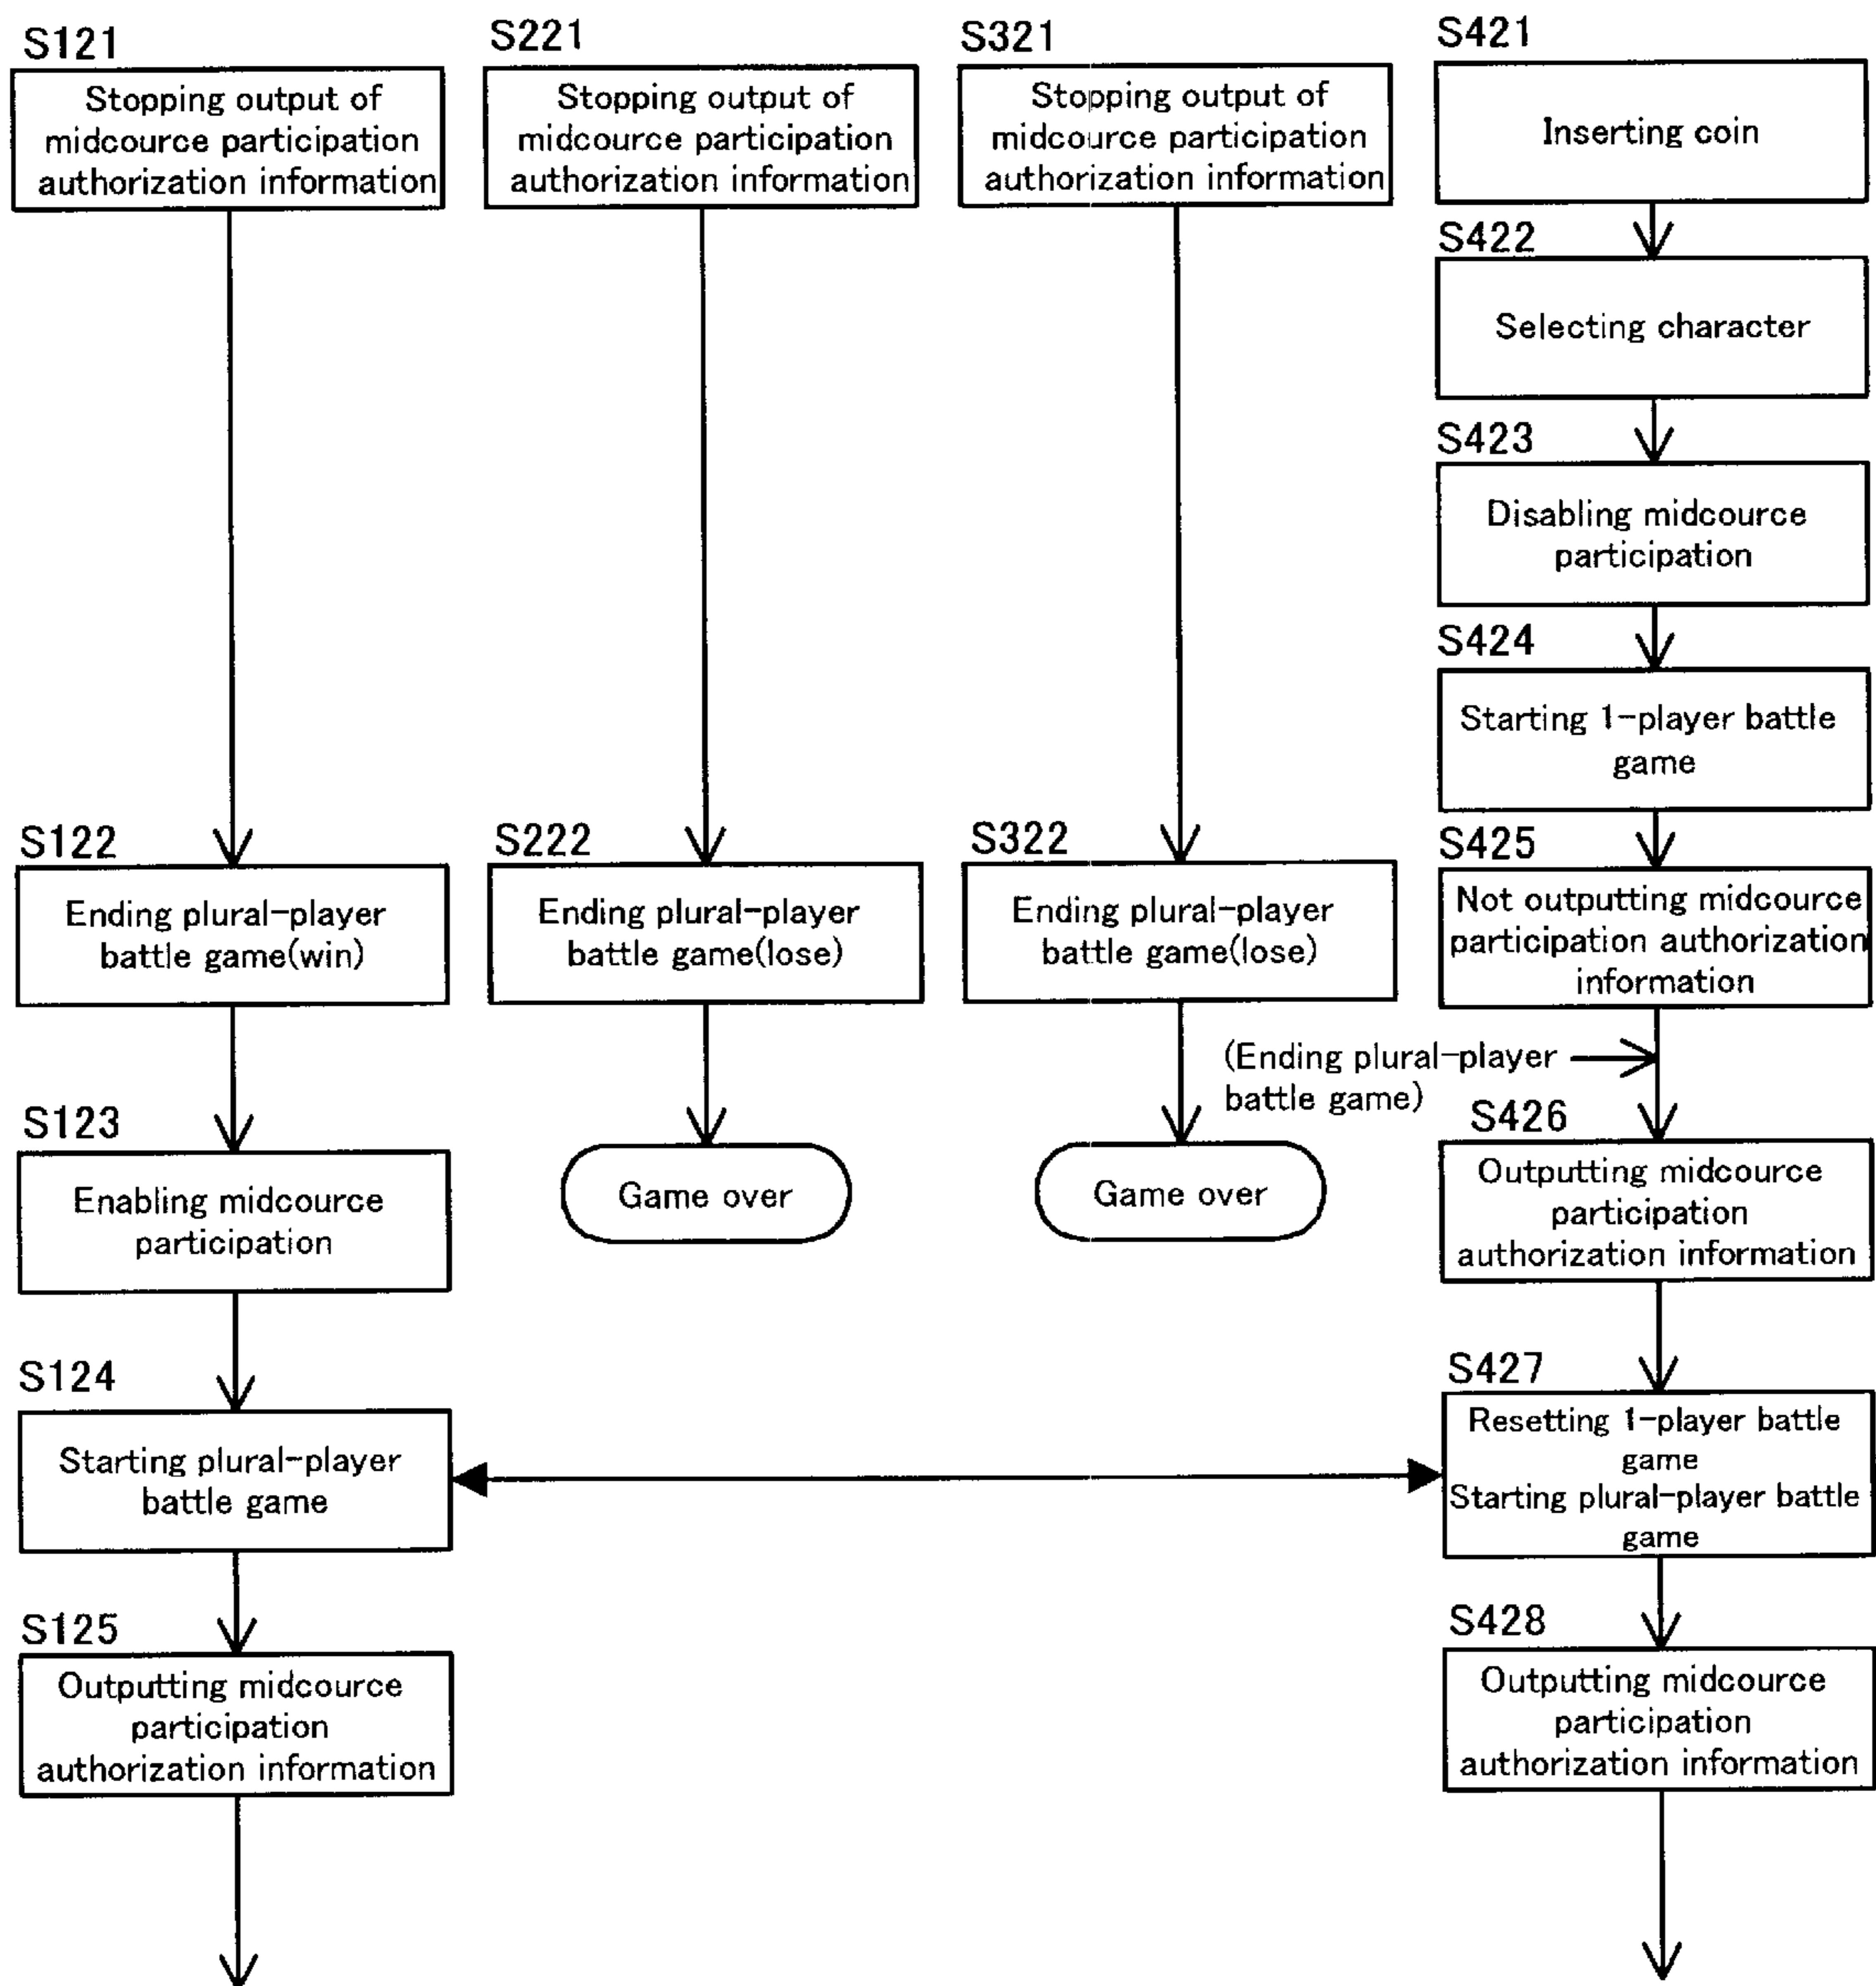 S121
Stopping output of
midcource participation
authorization information
S122
Ending plural-player
battle game(win)
S123
Enabling midcource
participation
S124
Starting plural-player
battle game
S125
Outputting midcource
participation
authorization information
S221
Stopping output of
midcource participation
authorization information
S222
Ending plural-player
battle game(lose)
Game over
S321
Stopping output of
midcource participation
authorization information
S322
Ending plural-player
battle game(lose)
Game over
S421
Inserting coin
S422
Selecting character
S423
Disabling midcource
participation
S424
Starting 1-player battle
game
S425
Not outputting midcource
participation authorization
information
(Ending plural-player
battle game)
S426
Outputting midcource
participation
authorization information
S427
Resetting 1-player battle
game
Starting plural-player battle
game
S428
Outputting midcource
participation
authorization information